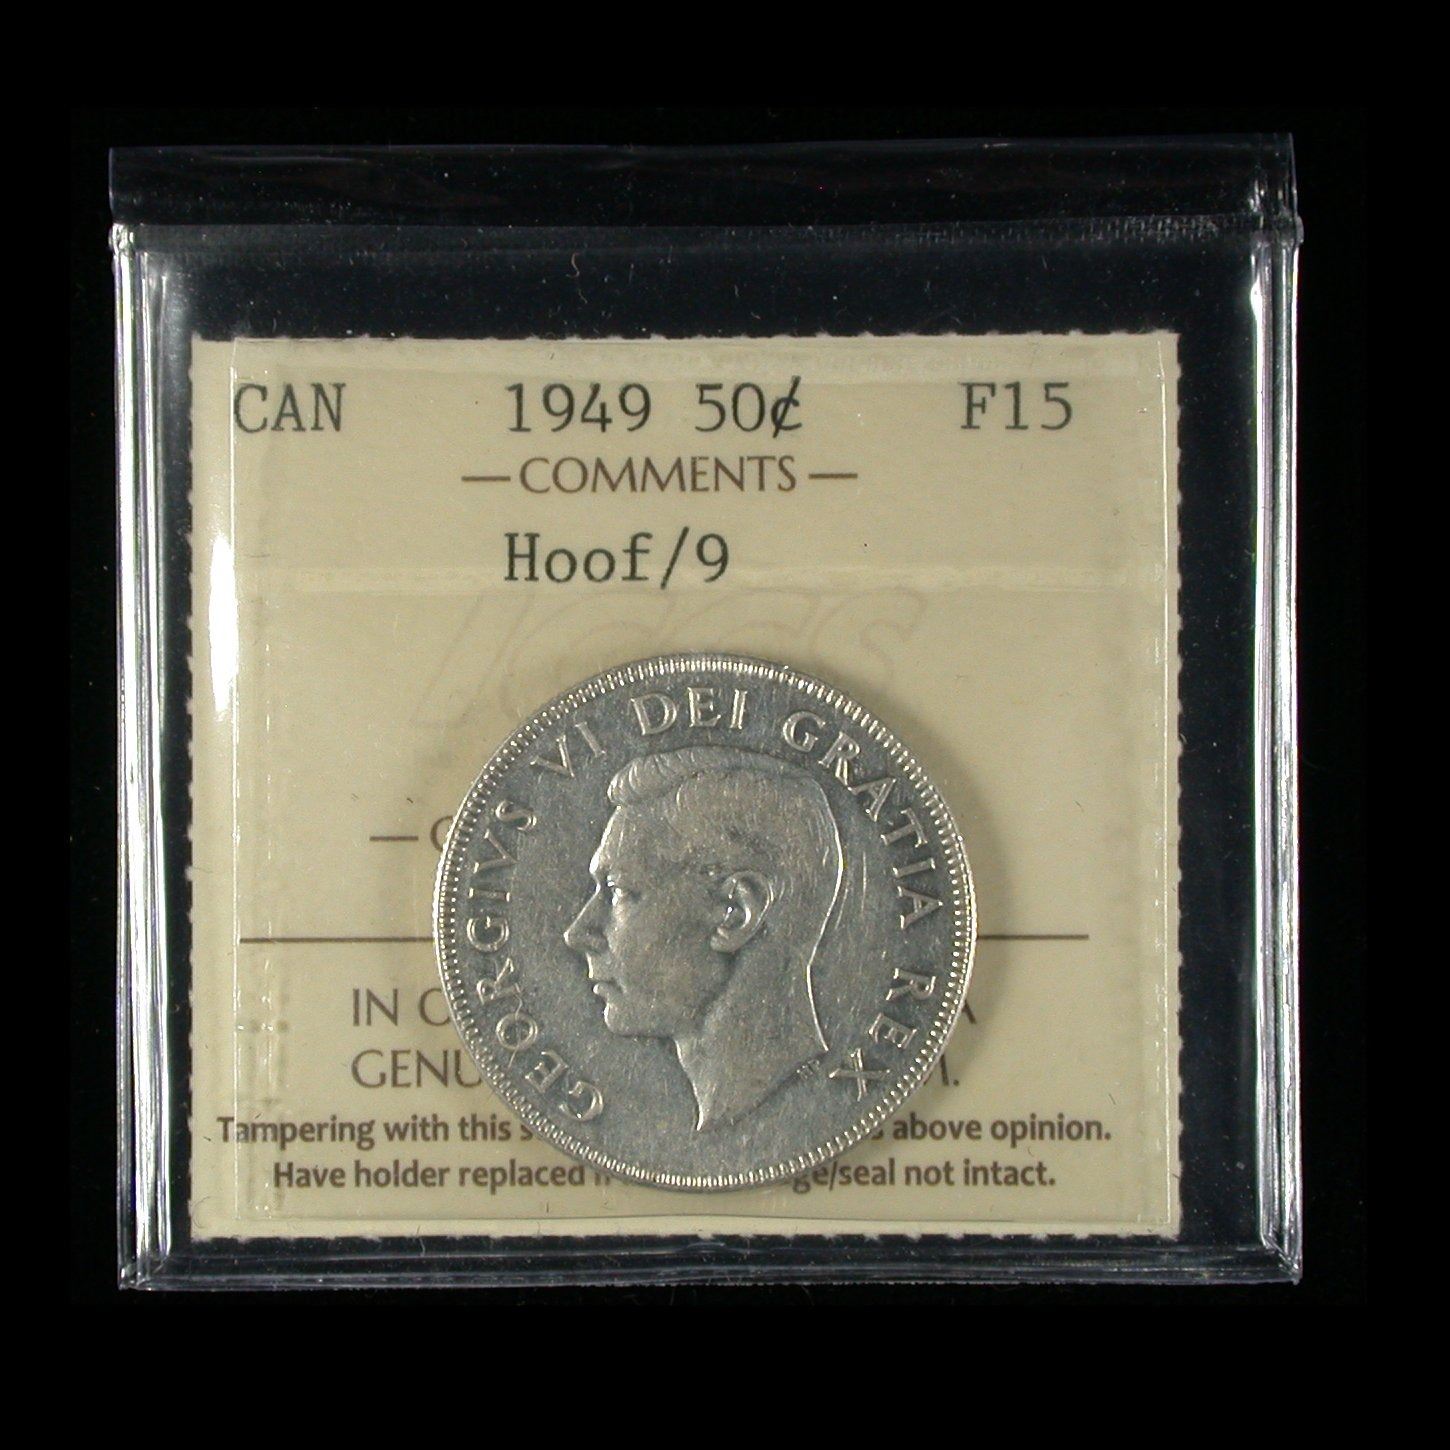 CAN 1949 50¢ F15
—COMMENTS—
Hoof/9
ICCS
GEORGIVS VI DEI GRATIA REX
IN
GENU
Tampering with this above opinion.
Have holder replaced ge/seal not intact.